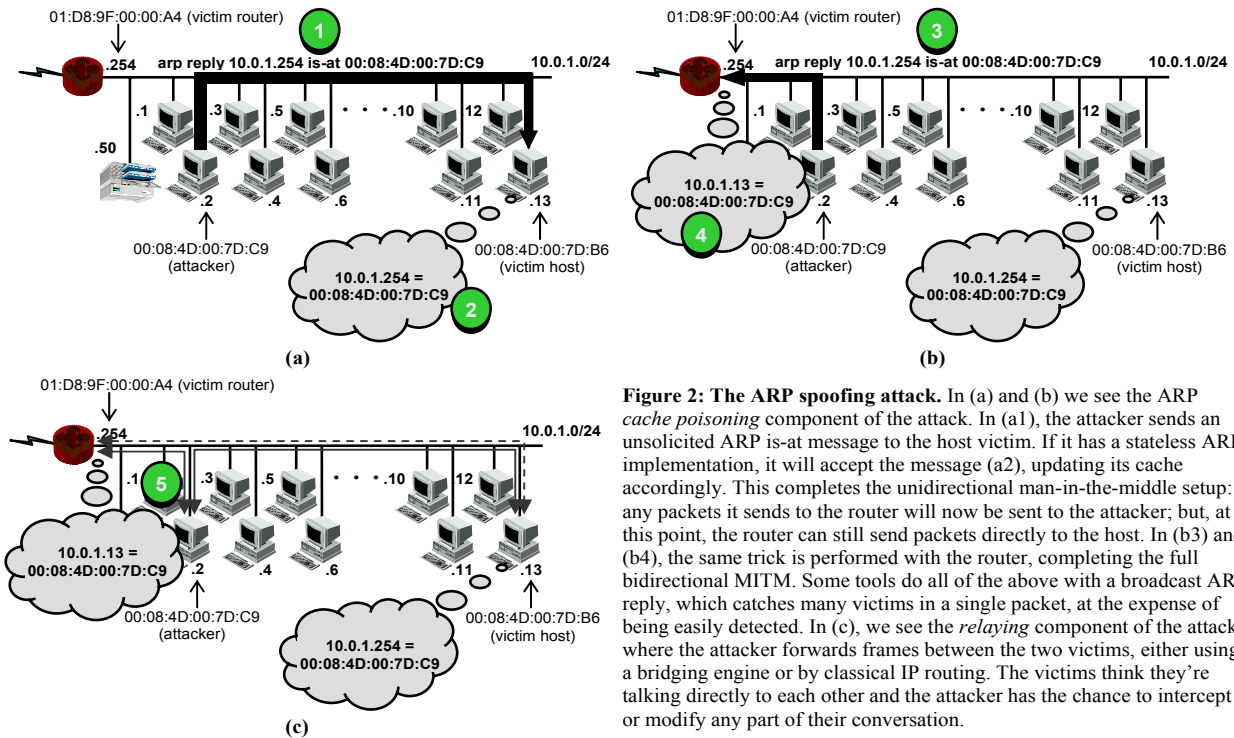 01:D8:9F:00:00:A4 (victim router)
1
.254
arp reply 10.0.1.254 is-at 00:08:4D:00:7D:C9
10.0.1.0/24
.1
.3
.5
. . .
.10
.12
.50
.2
.4
.6
.11
.13
00:08:4D:00:7D:C9
(attacker)
00:08:4D:00:7D:B6
(victim host)
10.0.1.254 =
00:08:4D:00:7D:C9
2
(a)
01:D8:9F:00:00:A4 (victim router)
3
.254
arp reply 10.0.1.254 is-at 00:08:4D:00:7D:C9
10.0.1.0/24
.1
.3
.5
. . .
.10
.12
10.0.1.13 =
00:08:4D:00:7D:C9
4
.2
.4
.6
.11
.13
00:08:4D:00:7D:C9
(attacker)
00:08:4D:00:7D:B6
(victim host)
10.0.1.254 =
00:08:4D:00:7D:C9
(b)
01:D8:9F:00:00:A4 (victim router)
.254
10.0.1.0/24
.1
5
.3
.5
. . .
.10
.12
10.0.1.13 =
00:08:4D:00:7D:C9
.2
.4
.6
.11
.13
00:08:4D:00:7D:C9
(attacker)
00:08:4D:00:7D:B6
(victim host)
10.0.1.254 =
00:08:4D:00:7D:C9
(c)
Figure 2: The ARP spoofing attack. In (a) and (b) we see the ARP
cache poisoning component of the attack. In (a1), the attacker sends an
unsolicited ARP is-at message to the host victim. If it has a stateless AR
implementation, it will accept the message (a2), updating its cache
accordingly. This completes the unidirectional man-in-the-middle setup:
any packets it sends to the router will now be sent to the attacker; but, at
this point, the router can still send packets directly to the host. In (b3) an
(b4), the same trick is performed with the router, completing the full
bidirectional MITM. Some tools do all of the above with a broadcast AR
reply, which catches many victims in a single packet, at the expense of
being easily detected. In (c), we see the relaying component of the attack
where the attacker forwards frames between the two victims, either using
a bridging engine or by classical IP routing. The victims think they're
talking directly to each other and the attacker has the chance to intercept
or modify any part of their conversation.